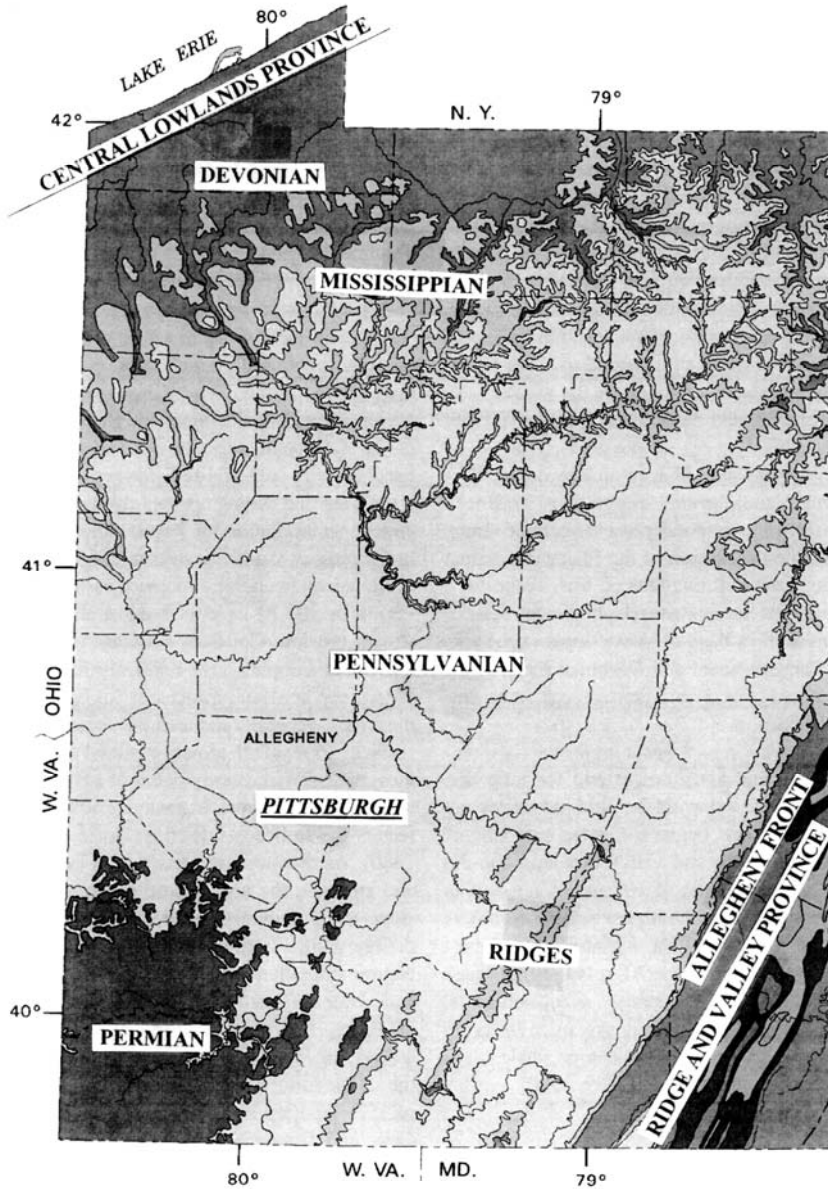 80°
LAKE ERIE
CENTRAL LOWLANDS PROVINCE
42°
79°
N. Y.
DEVONIAN
MISSISSIPPIAN
41°
PENNSYLVANIAN
OHIO
W. VA.
ALLEGHENY
PITTSBURGH
ALLEGHENY FRONT
RIDGE AND VALLEY PROVINCE
RIDGES
40°
PERMIAN
80°
W. VA.
MD.
79°